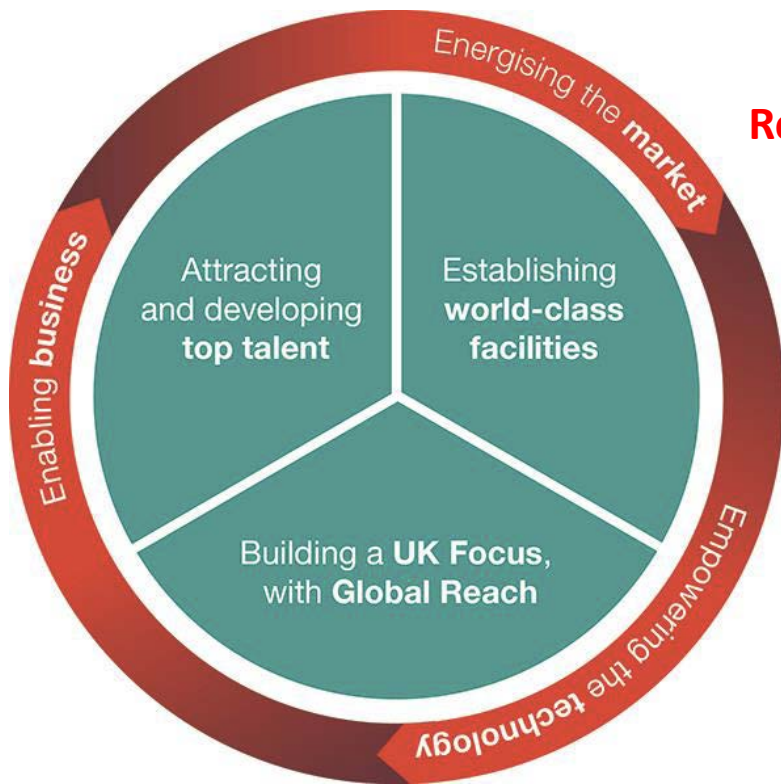 Energising the market
Attracting
and developing
top talent
Establishing
world-class
facilities
Building a UK Focus,
with Global Reach
Empowering the technology
Enabling business